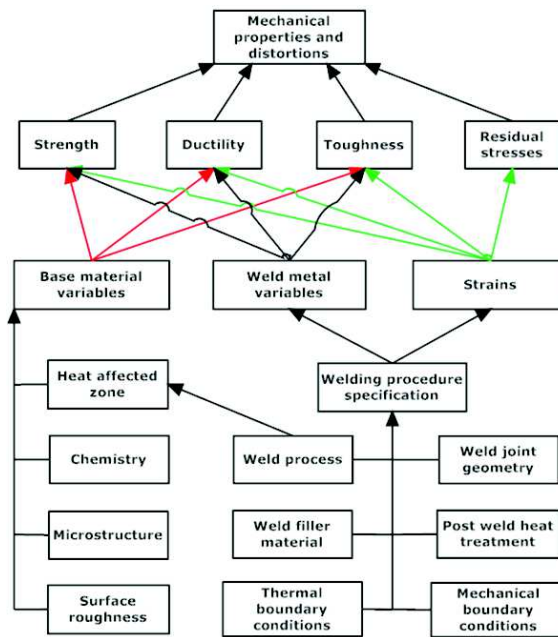 Mechanical
properties and
distortions
Strength
Ductility
Toughness
Residual
stresses
Base material
variables
Weld metal
variables
Strains
Heat affected
zone
Welding procedure
specification
Chemistry
Weld process
Weld joint
geometry
Microstructure
Weld filler
material
Post weld heat
treatment
Surface
roughness
Thermal
boundary
conditions
Mechanical
boundary
conditions